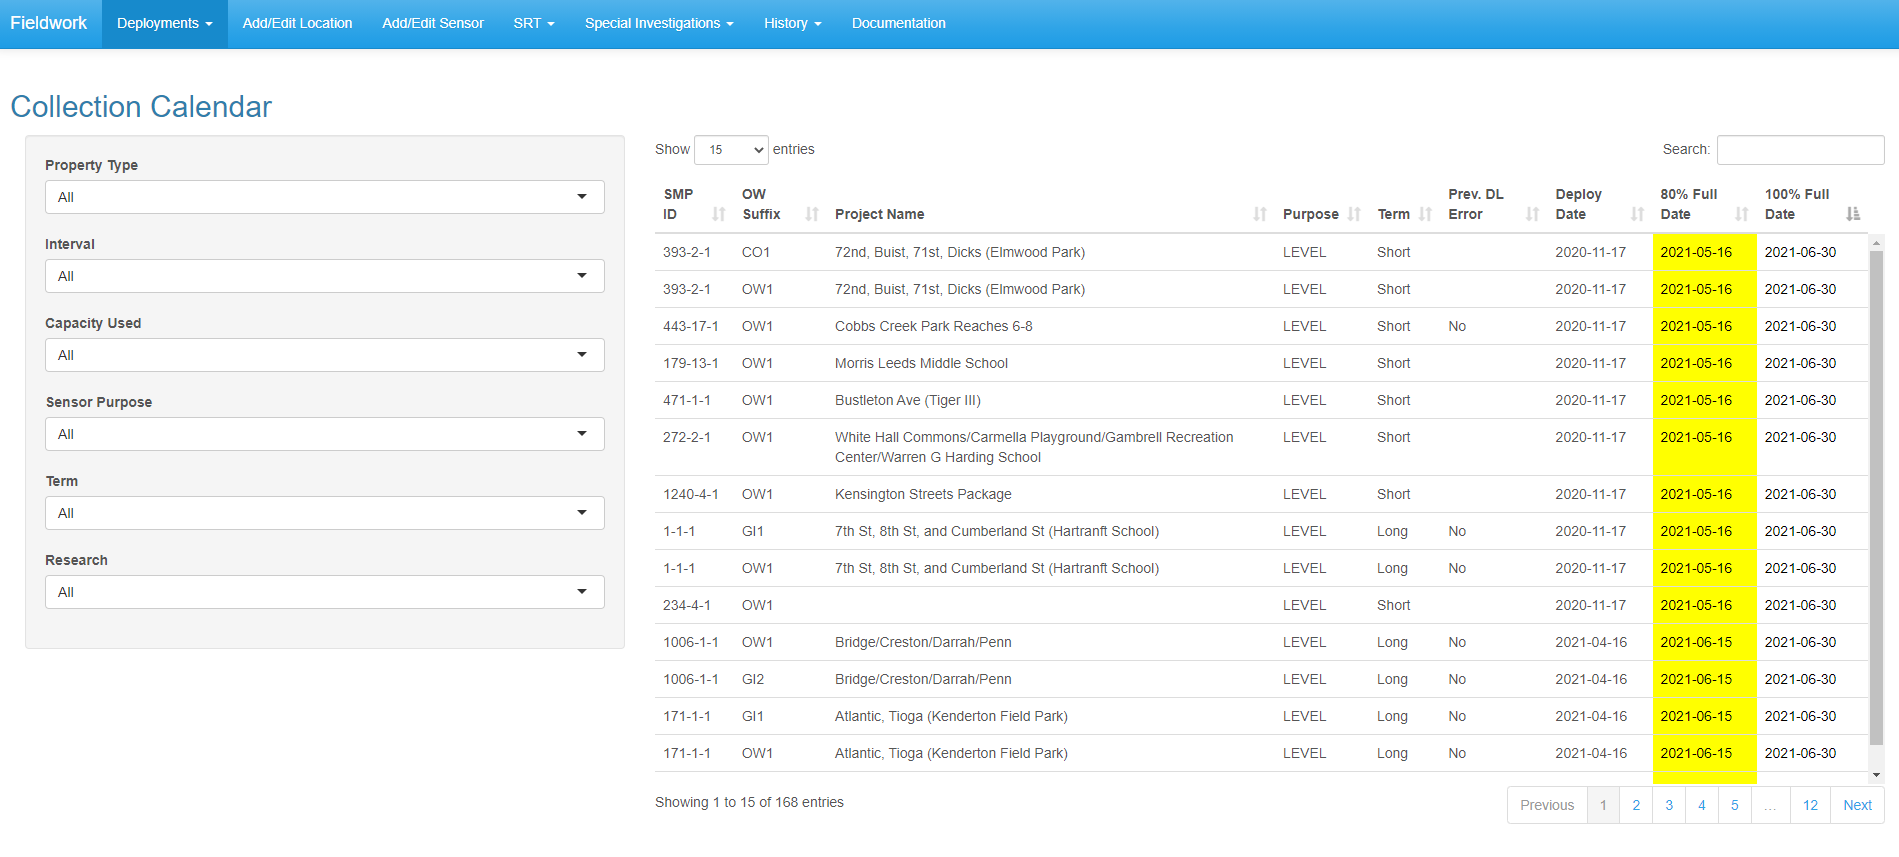 Fieldwork Deployments Add/Edit Location Add/Edit Sensor SRT Special Investigations History Documentation
Collection Calendar
Property Type
All
Interval
All
Capacity Used
All
Sensor Purpose
All
Term
All
Research
All
Show 15 entries
Search:
SMP ID OW Suffix Project Name Purpose Term Prev. DL Error Deploy Date 80% Full Date 100% Full Date
393-2-1 CO1 72nd, Buist, 71st, Dicks (Elmwood Park) LEVEL Short 2020-11-17 2021-05-16 2021-06-30
393-2-1 OW1 72nd, Buist, 71st, Dicks (Elmwood Park) LEVEL Short 2020-11-17 2021-05-16 2021-06-30
443-17-1 OW1 Cobbs Creek Park Reaches 6-8 LEVEL Short No 2020-11-17 2021-05-16 2021-06-30
179-13-1 OW1 Morris Leeds Middle School LEVEL Short 2020-11-17 2021-05-16 2021-06-30
471-1-1 OW1 Bustleton Ave (Tiger III) LEVEL Short 2020-11-17 2021-05-16 2021-06-30
272-2-1 OW1 White Hall Commons/Carmella Playground/Gambrell Recreation LEVEL Short 2020-11-17 2021-05-16 2021-06-30
Center/Warren G Harding School
1240-4-1 OW1 Kensington Streets Package LEVEL Short 2020-11-17 2021-05-16 2021-06-30
1-1-1 GI1 7th St, 8th St, and Cumberland St (Hartranft School) LEVEL Long No 2020-11-17 2021-05-16 2021-06-30
1-1-1 OW1 7th St, 8th St, and Cumberland St (Hartranft School) LEVEL Long No 2020-11-17 2021-05-16 2021-06-30
234-4-1 OW1 LEVEL Short 2020-11-17 2021-05-16 2021-06-30
1006-1-1 OW1 Bridge/Creston/Darrah/Penn LEVEL Long No 2021-04-16 2021-06-15 2021-06-30
1006-1-1 GI2 Bridge/Creston/Darrah/Penn LEVEL Long No 2021-04-16 2021-06-15 2021-06-30
171-1-1 GI1 Atlantic, Tioga (Kenderton Field Park) LEVEL Long No 2021-04-16 2021-06-15 2021-06-30
171-1-1 OW1 Atlantic, Tioga (Kenderton Field Park) LEVEL Long No 2021-04-16 2021-06-15 2021-06-30
Showing 1 to 15 of 168 entries
Previous 1 2 3 4 5 … 12 Next